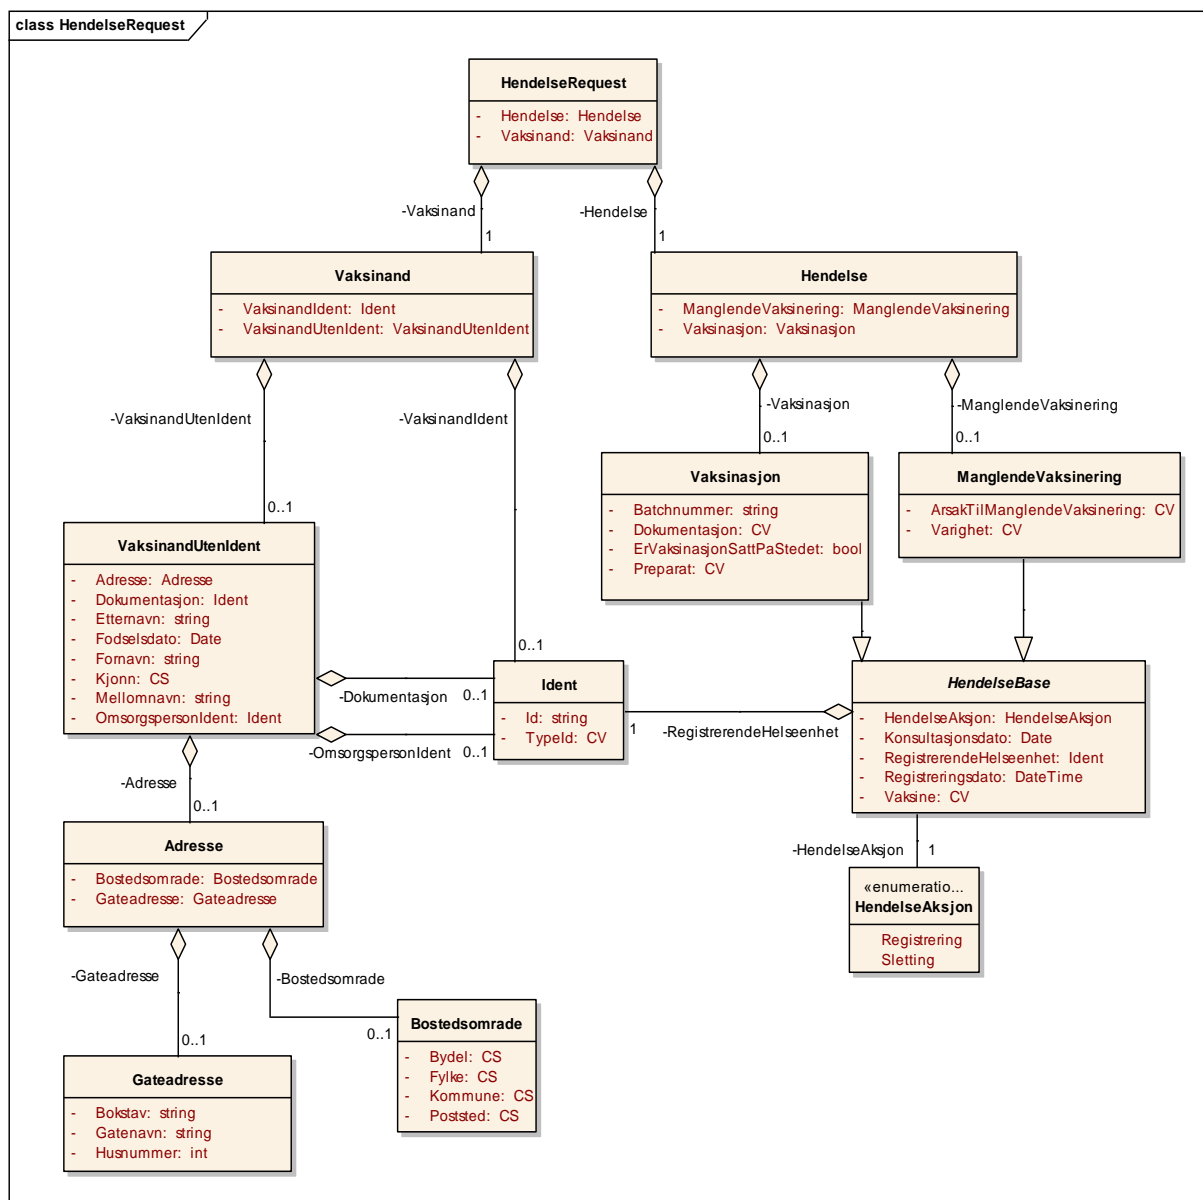 class HendelseRequest
HendelseRequest
- Hendelse: Hendelse
- Vaksinand: Vaksinand
-Vaksinand
1
-Hendelse
1
Vaksinand
- VaksinandIdent: Ident
- VaksinandUtenIdent: VaksinandUtenIdent
Hendelse
- ManglendeVaksinering: ManglendeVaksinering
- Vaksinasjon: Vaksinasjon
-VaksinandUtenIdent
0..1
-VaksinandIdent
0..1
-Vaksinasjon
0..1
-ManglendeVaksinering
0..1
Vaksinasjon
- Batchnummer: string
- Dokumentasjon: CV
- ErVaksinasjonSattPaStedet: bool
- Preparat: CV
ManglendeVaksinering
- ArsakTilManglendeVaksinering: CV
- Varighet: CV
VaksinandUtenIdent
- Adresse: Adresse
- Dokumentasjon: Ident
- Etternavn: string
- Fodselsdato: Date
- Fornavn: string
- Kjonn: CS
- Mellomnavn: string
- OmsorgspersonIdent: Ident
-Dokumentasjon
0..1
-OmsorgspersonIdent
0..1
Ident
- Id: string
- TypeId: CV
1
-RegistrerendeHelseenhet
HendelseBase
- HendelseAksjon: HendelseAksjon
- Konsultasjonsdato: Date
- RegistrerendeHelseenhet: Ident
- Registreringsdato: DateTime
- Vaksine: CV
-Adresse
0..1
-HendelseAksjon
1
Adresse
- Bostedsomrade: Bostedsomrade
- Gateadresse: Gateadresse
«enumeratio...
HendelseAksjon
Registrering
Sletting
-Gateadresse
0..1
-Bostedsomrade
0..1
Bostedsomrade
- Bydel: CS
- Fylke: CS
- Kommune: CS
- Poststed: CS
Gateadresse
- Bokstav: string
- Gatenavn: string
- Husnummer: int